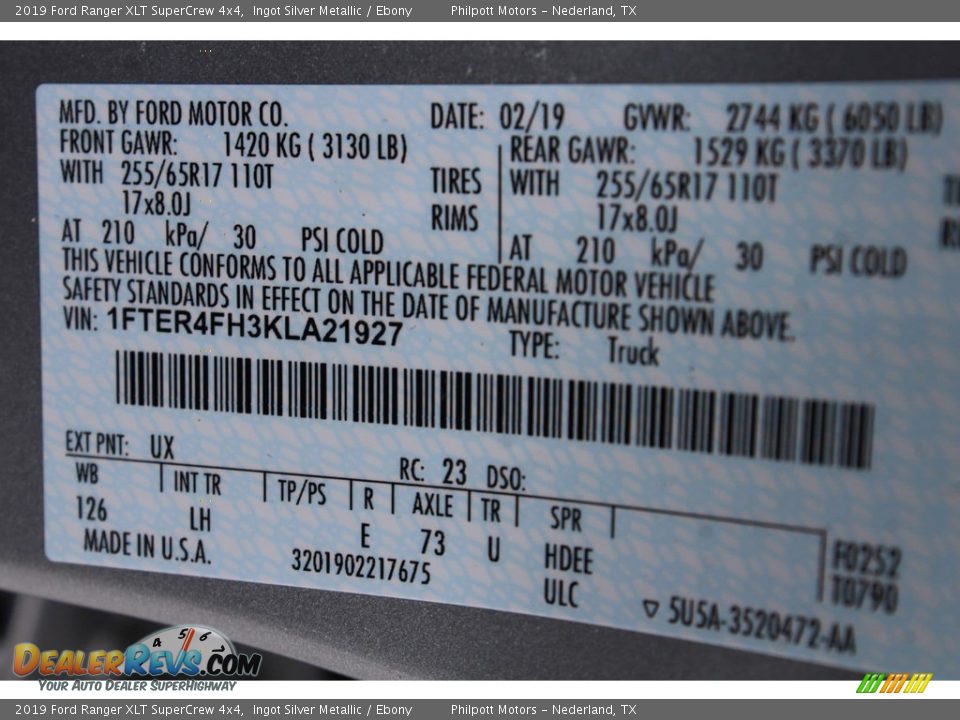 2019 Ford Ranger XLT SuperCrew 4x4, Ingot Silver Metallic / Ebony Philpott Motors - Nederland, TX
MFD. BY FORD MOTOR CO. DATE: 02/19 GVWR: 2744 KG ( 6050 LB)
FRONT GAWR: 1420 KG ( 3130 LB) REAR GAWR: 1529 KG ( 3370 LB)
WITH 255/65R17 110T TIRES WITH 255/65R17 110T
17x8.0J RIMS 17x8.0J
AT 210 kPa/ 30 PSI COLD AT 210 kPa/ 30 PSI COLD
THIS VEHICLE CONFORMS TO ALL APPLICABLE FEDERAL MOTOR VEHICLE
SAFETY STANDARDS IN EFFECT ON THE DATE OF MANUFACTURE SHOWN ABOVE.
VIN: 1FTER4FH3KLA21927 TYPE: Truck
EXT PNT: UX RC: 23 DSO:
WB INT TR TP/PS R AXLE TR SPR
126 LH E 73 U HDEE F0252
MADE IN U.S.A. 3201902217675 ULC T0790
5U5A-3520472-AA
4 5 6
DEALERREVS.COM
YOUR AUTO DEALER SUPERHIGHWAY
2019 Ford Ranger XLT SuperCrew 4x4, Ingot Silver Metallic / Ebony Philpott Motors - Nederland, TX